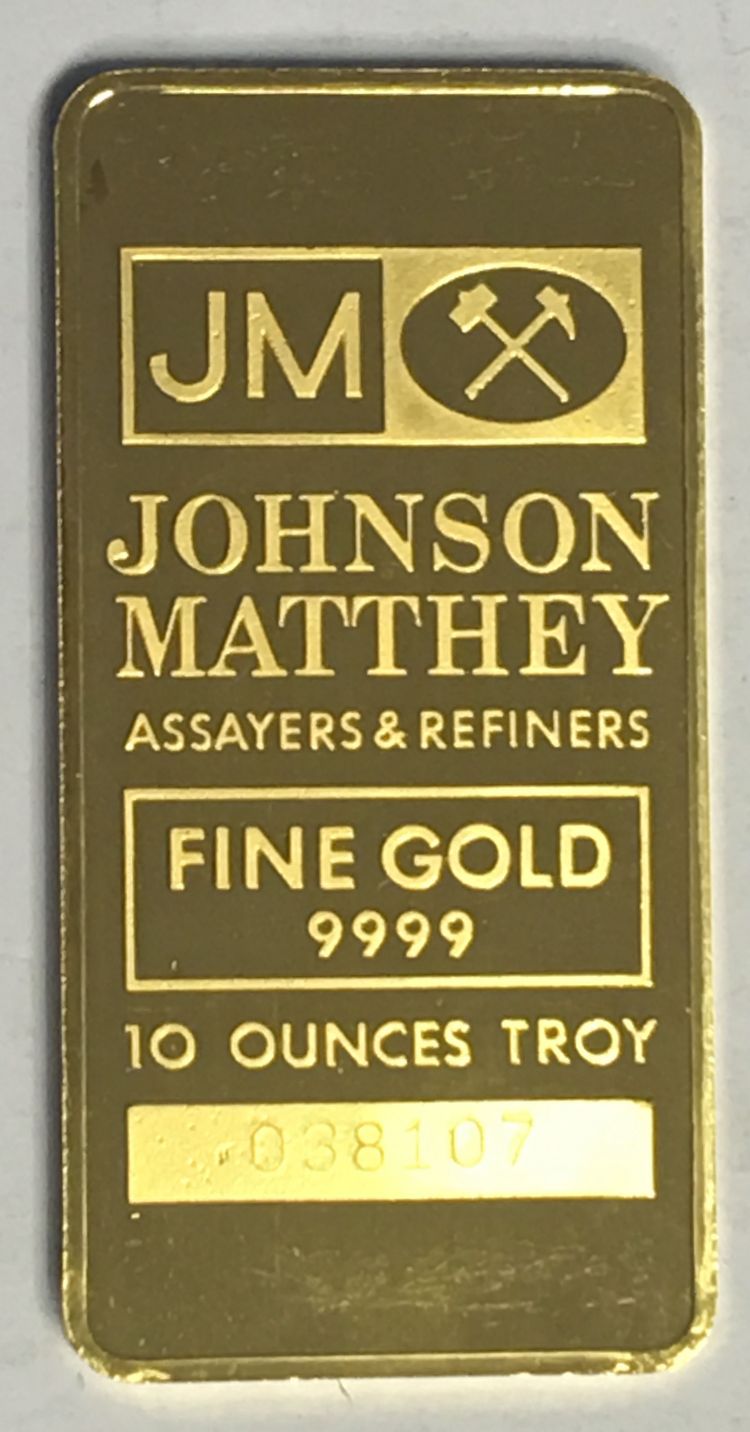 JM
JOHNSON
MATTHEY
ASSAYERS & REFINERS
FINE GOLD
9999
10 OUNCES TROY
038107